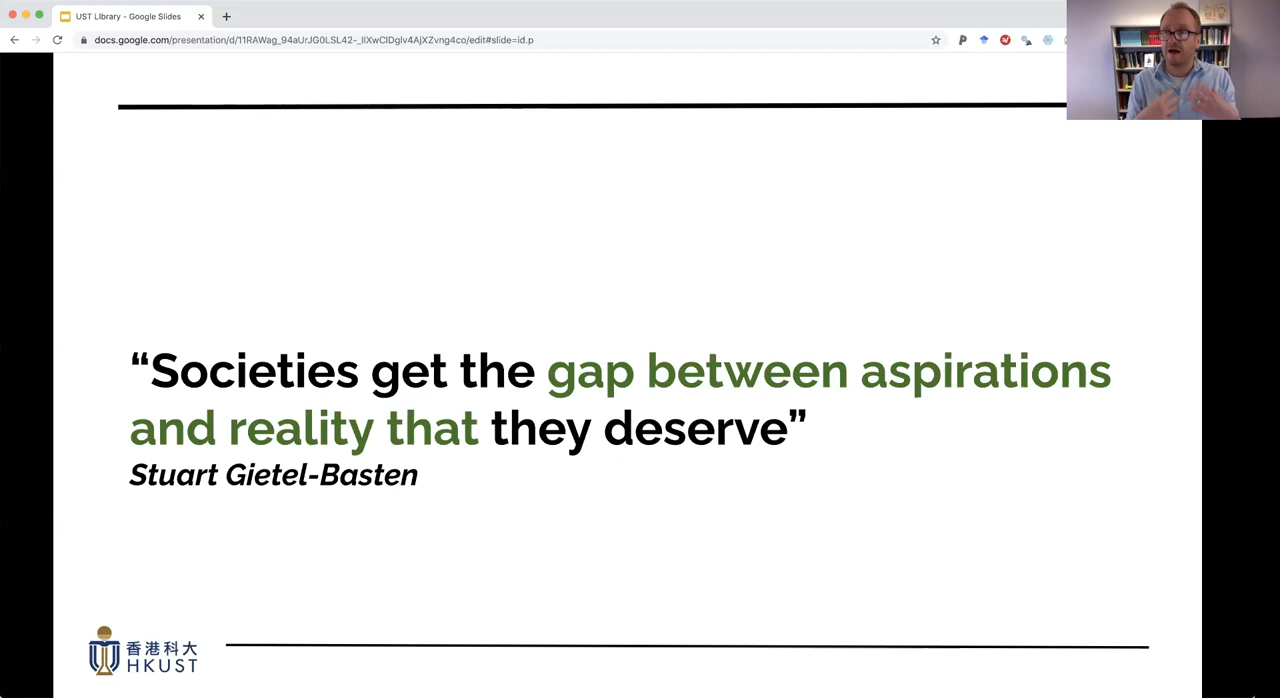 UST LIbrary - Google Slides
docs.google.com/presentation/d/11RAWag_94aUrJG0LSL42-_IlXwClDglv4AjXZvng4co/edit#slide=id.p
“Societies get the gap between aspirations
and reality that they deserve”
Stuart Gietel-Basten
香港科大
HKUST